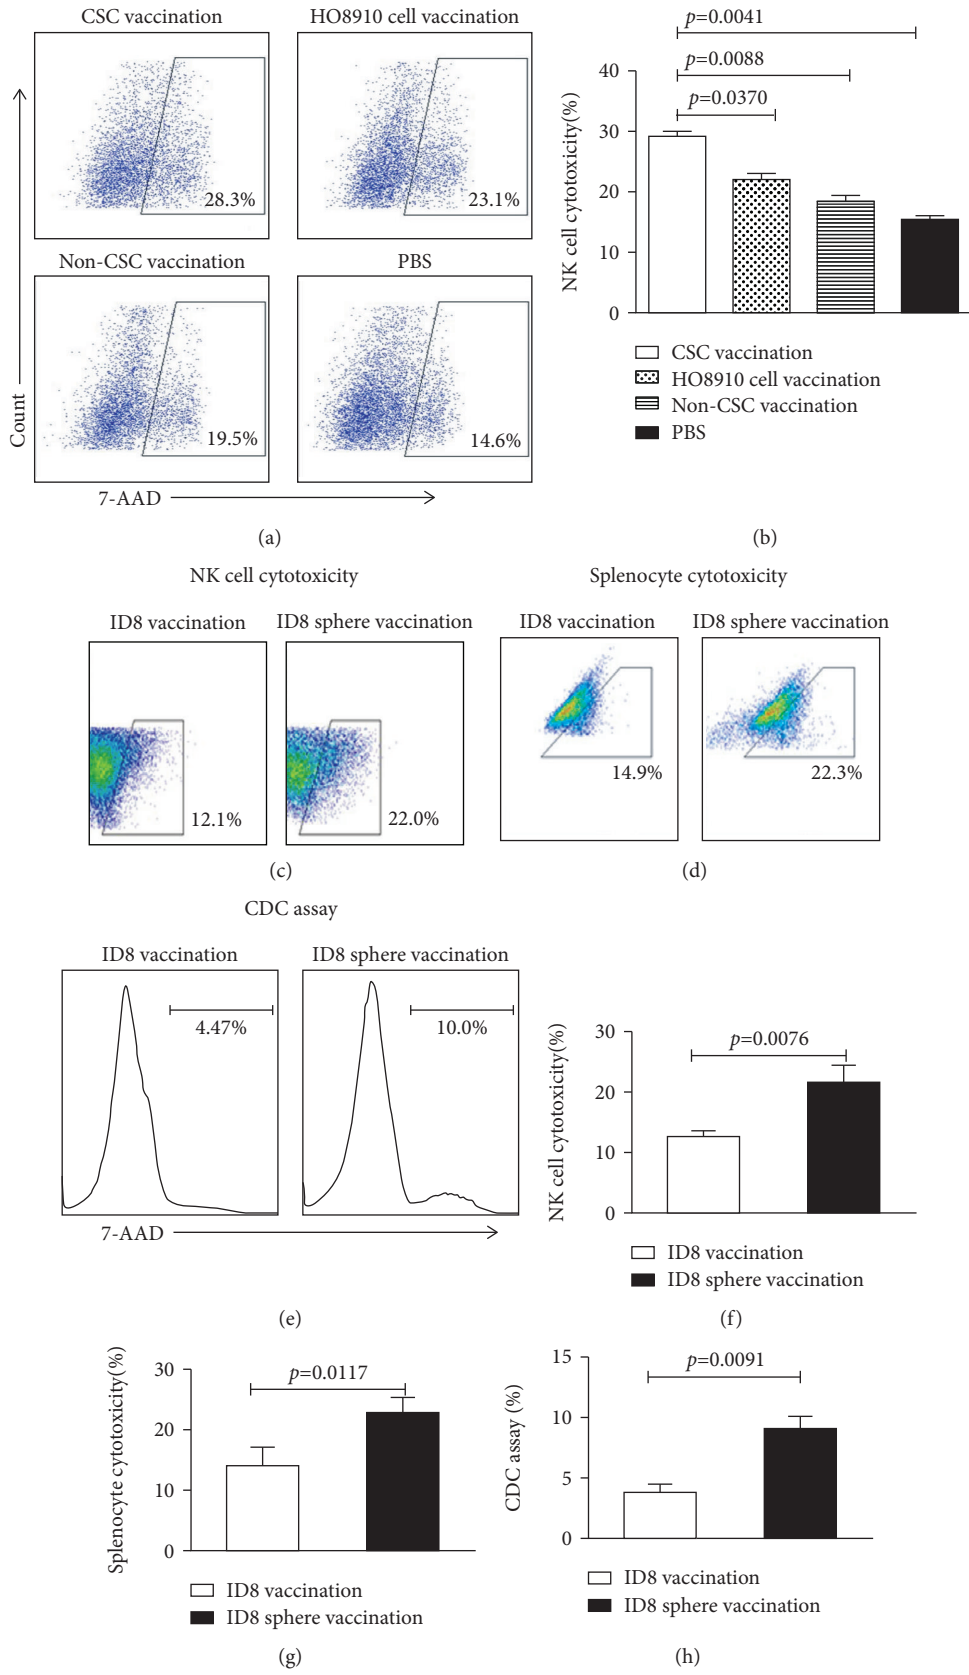 CSC vaccination
HO8910 cell vaccination
28.3%
23.1%
Non-CSC vaccination
PBS
19.5%
14.6%
Count
7-AAD
(a)
p=0.0041
p=0.0088
p=0.0370
NK cell cytotoxicity(%)
40
30
20
10
0
CSC vaccination
HO8910 cell vaccination
Non-CSC vaccination
PBS
(b)
NK cell cytotoxicity
ID8 vaccination
ID8 sphere vaccination
12.1%
22.0%
(c)
Splenocyte cytotoxicity
ID8 vaccination
ID8 sphere vaccination
14.9%
22.3%
(d)
CDC assay
ID8 vaccination
ID8 sphere vaccination
4.47%
10.0%
7-AAD
(e)
NK cell cytotoxicity(%)
30
20
10
0
p=0.0076
ID8 vaccination
ID8 sphere vaccination
(f)
Splenocyte cytotoxicity(%)
30
20
10
0
p=0.0117
ID8 vaccination
ID8 sphere vaccination
(g)
CDC assay (%)
15
10
5
0
p=0.0091
ID8 vaccination
ID8 sphere vaccination
(h)